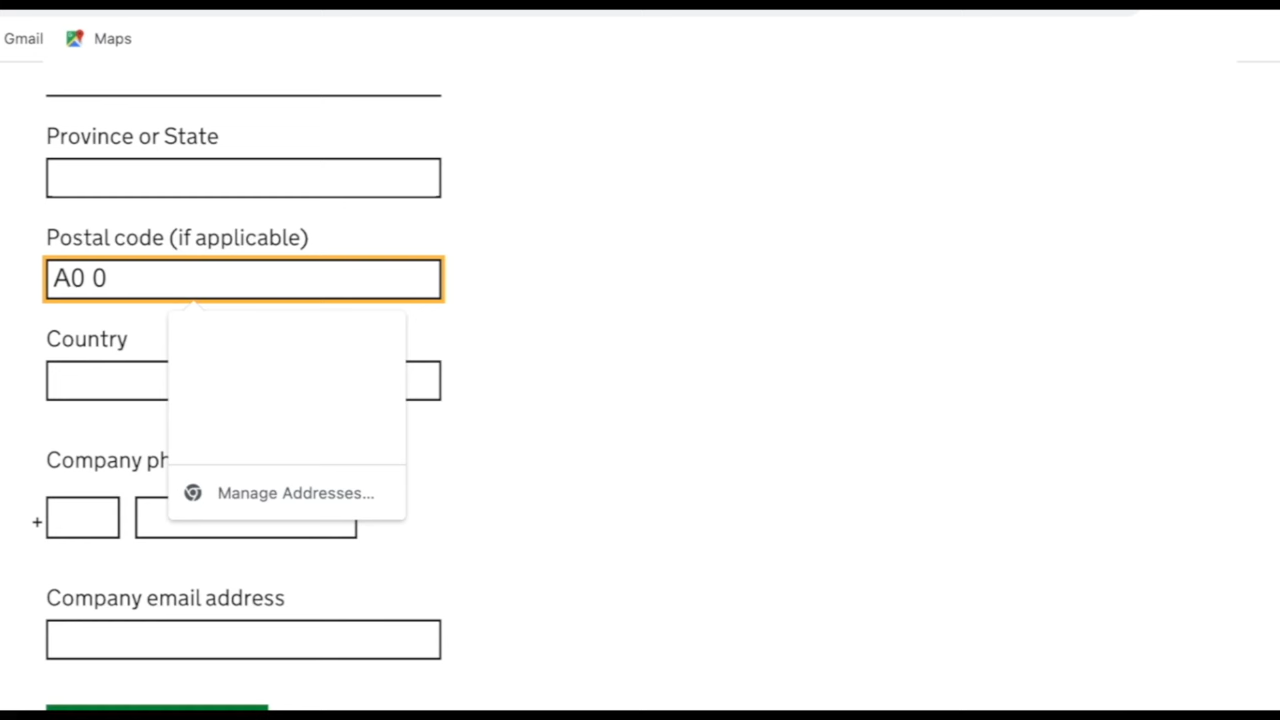 Gmail Maps
Province or State
Postal code (if applicable)
A0 0
Country
Company ph
Manage Addresses...
+
Company email address